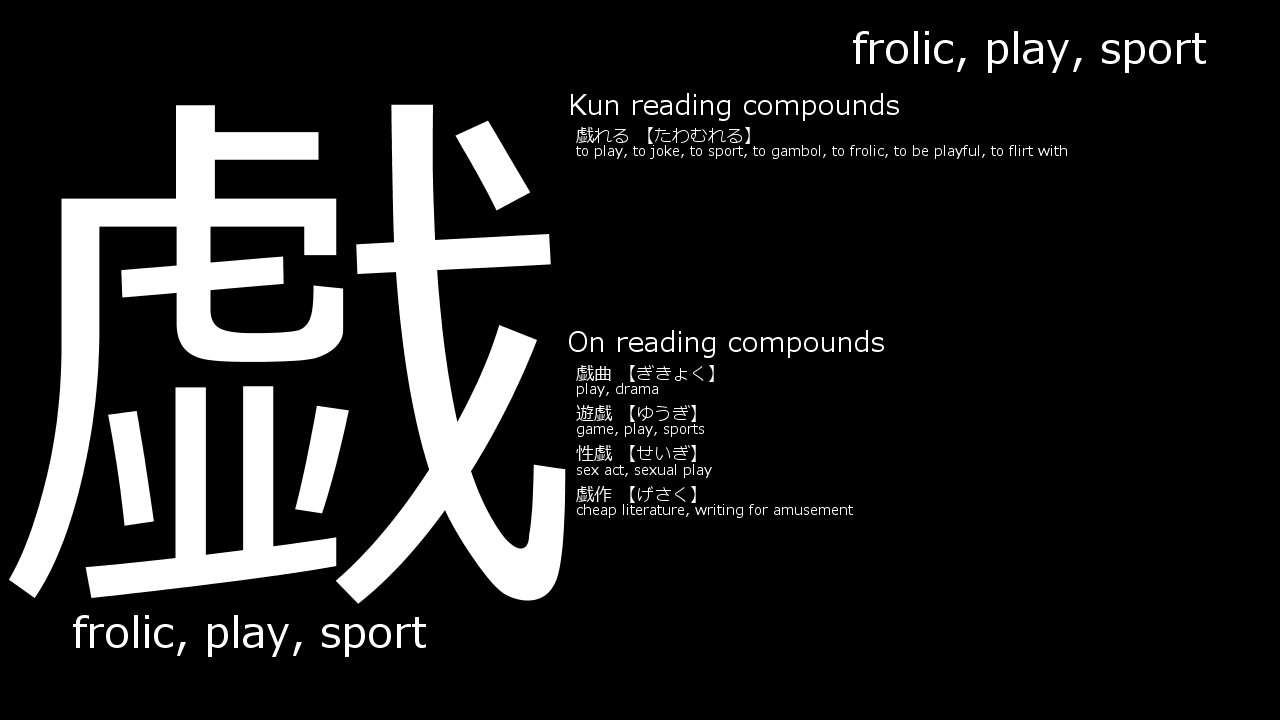 frolic, play, sport
戯
Kun reading compounds
戯れる 【たわむれる】
to play, to joke, to sport, to gambol, to frolic, to be playful, to flirt with
On reading compounds
戯曲 【ぎきょく】
play, drama
遊戯 【ゆうぎ】
game, play, sports
性戯 【せいぎ】
sex act, sexual play
戯作 【げさく】
cheap literature, writing for amusement
frolic, play, sport